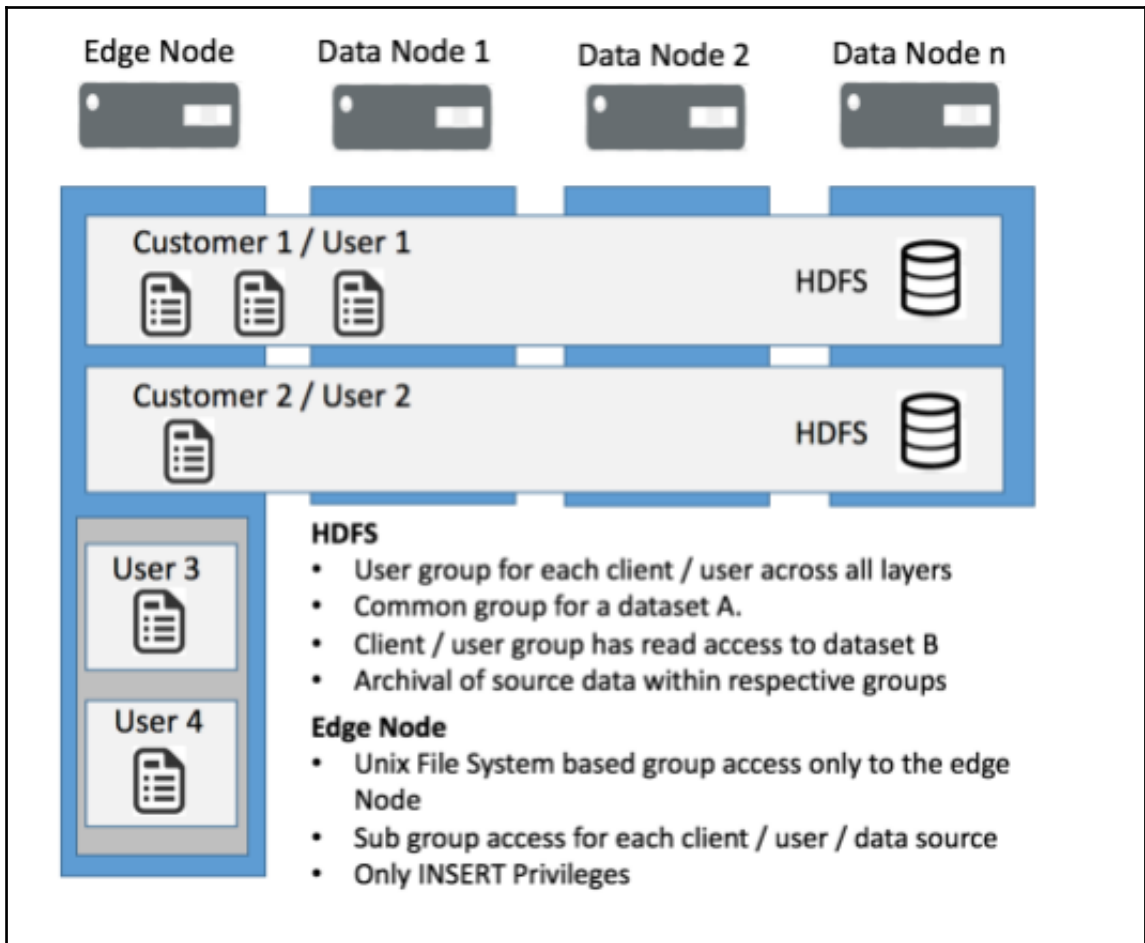 Edge Node
Data Node 1
Data Node 2
Data Node n
Customer 1 / User 1
HDFS
Customer 2 / User 2
HDFS
User 3
User 4
HDFS
• User group for each client / user across all layers
• Common group for a dataset A.
• Client / user group has read access to dataset B
• Archival of source data within respective groups
Edge Node
• Unix File System based group access only to the edge
Node
• Sub group access for each client / user / data source
• Only INSERT Privileges